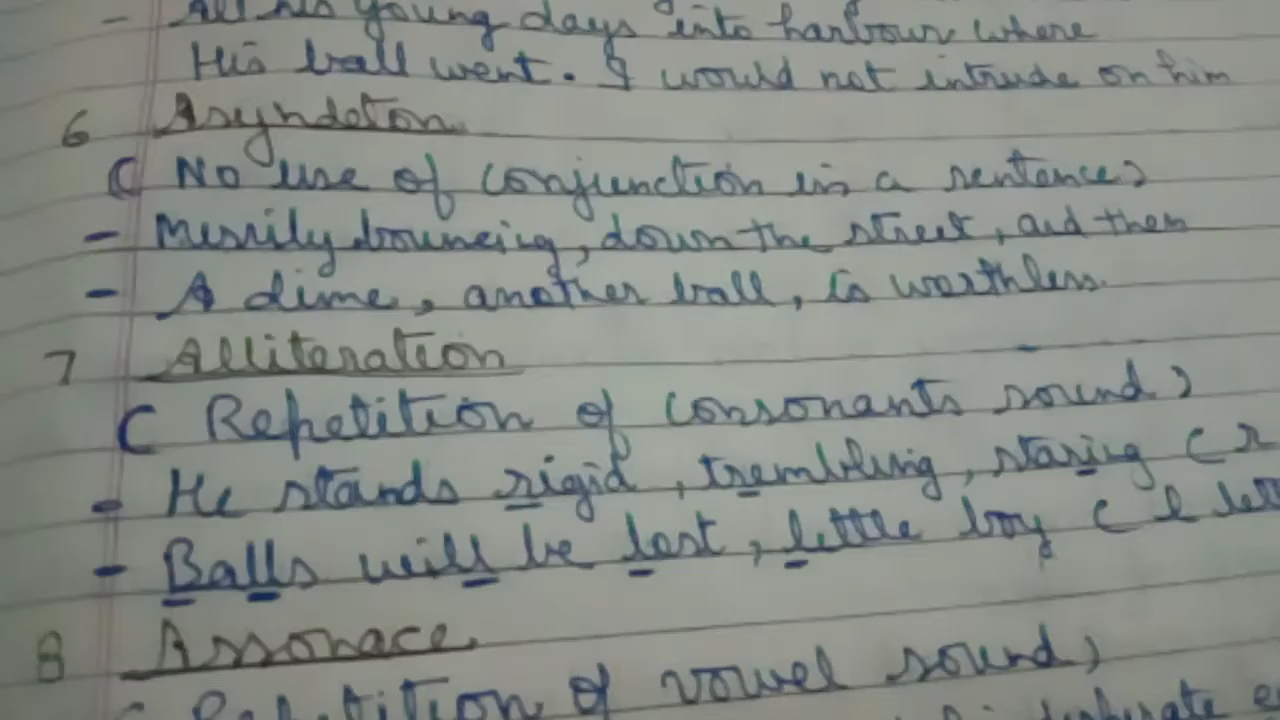 - All his young days into harbour where
His ball went. I would not intrude on him
6 Asyndeton
( No use of conjunction in a sentence)
- Merrily bouncing, down the street, and then
- A dime, another ball, is worthless.
7 Alliteration
( Repetition of consonants sound )
- He stands rigid, trembling, staring ( r
- Balls will be lost, little boy ( l lett
8 Assonace
( Repetition of vowel sound)